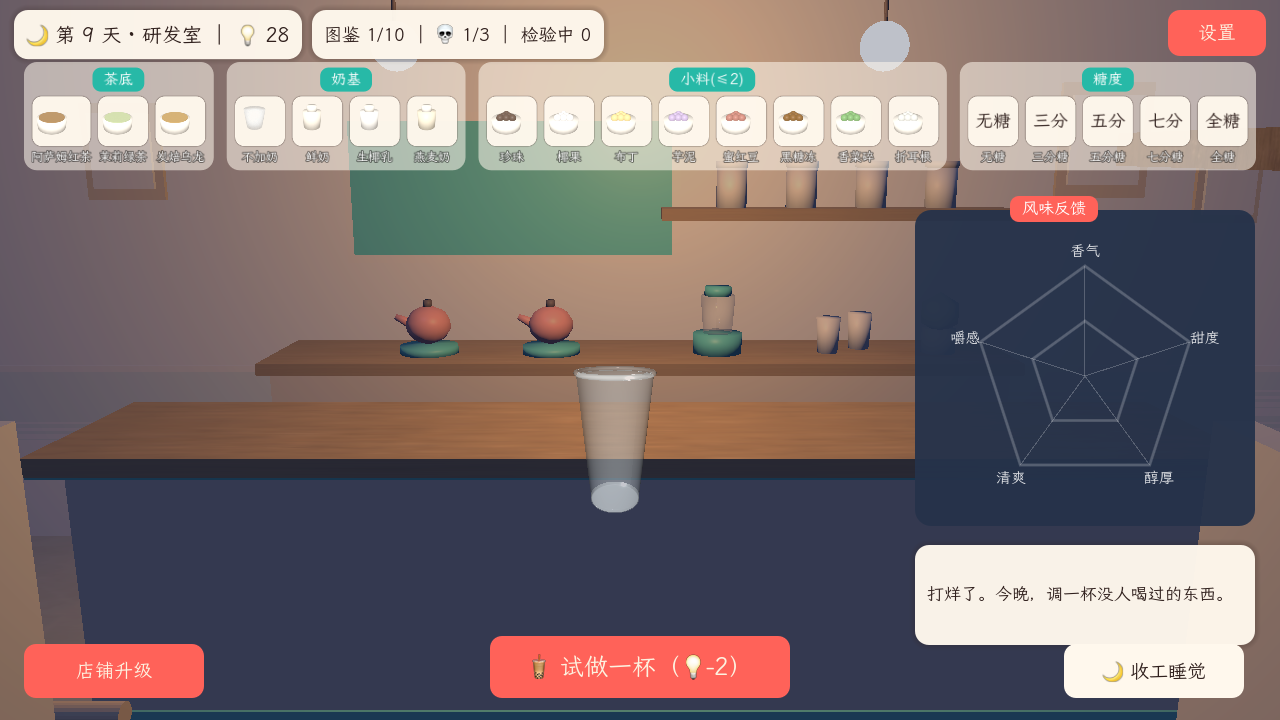 🌙 第 9 天·研发室 | 💡 28
图鉴 1/10 | 💀 1/3 | 检验中 0
设置
茶底
阿萨姆红茶 茉莉绿茶 炭焙乌龙
奶基
不加奶 鲜奶 生椰乳 燕麦奶
小料(≤2)
珍珠 椰果 布丁 芋泥 蜜红豆 黑糖冻 香菜碎 折耳根
糖度
无糖 三分 五分 七分 全糖
无糖 三分糖 五分糖 七分糖 全糖
风味反馈
香气
嚼感 甜度
清爽 醇厚
打烊了。今晚，调一杯没人喝过的东西。
店铺升级
🧋 试做一杯（💡-2）
🌙 收工睡觉